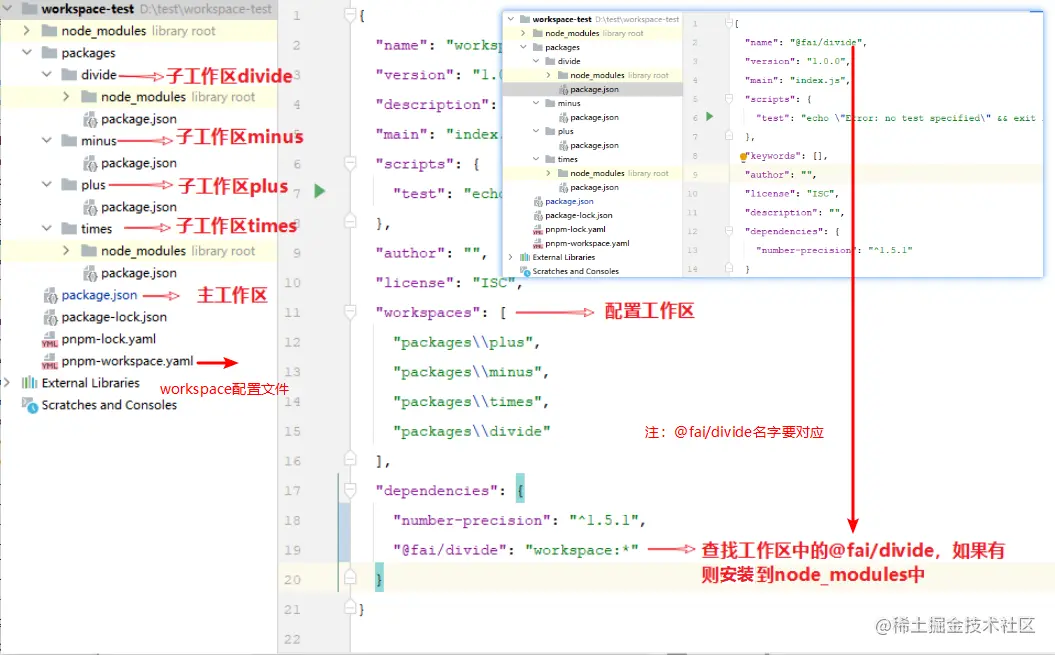 workspace-test D:\test\workspace-test
node_modules library root
packages
divide 子工作区divide
node_modules library root
package.json
minus 子工作区minus
package.json
plus 子工作区plus
package.json
times 子工作区times
node_modules library root
package.json
package.json 主工作区
package-lock.json
pnpm-lock.yaml
pnpm-workspace.yaml
workspace配置文件
External Libraries
Scratches and Consoles
1 {
2 "name": "works
3 "version": "1.0
4 "description":
5 "main": "index.
6 "scripts": {
7 "test": "echo
8 },
9 "author": "",
10 "license": "ISC",
11 "workspaces": [ 配置工作区
12 "packages\\plus",
13 "packages\\minus",
14 "packages\\times",
15 "packages\\divide"
16 ],
17 "dependencies": {
18 "number-precision": "^1.5.1",
19 "@fai/divide": "workspace:*"
20 }
21 }
22
workspace-test D:\test\workspace-test
node_modules library root
packages
divide
node_modules library root
package.json
minus
package.json
plus
package.json
times
node_modules library root
package.json
package.json
package-lock.json
pnpm-lock.yaml
pnpm-workspace.yaml
External Libraries
Scratches and Consoles
1 {
2 "name": "@fai/divide",
3 "version": "1.0.0",
4 "main": "index.js",
5 "scripts": {
6 "test": "echo \"Error: no test specified\" && exit
7 },
8 "keywords": [],
9 "author": "",
10 "license": "ISC",
11 "description": "",
12 "dependencies": {
13 "number-precision": "^1.5.1"
14 }
注：@fai/divide名字要对应
查找工作区中的@fai/divide，如果有
则安装到node_modules中
@稀土掘金技术社区